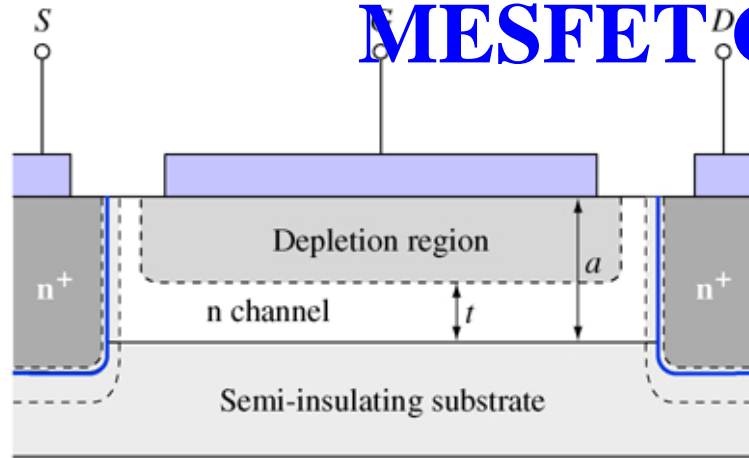 MESFET
S
G
D
Depletion region
a
n+
n channel
t
n+
Semi-insulating substrate